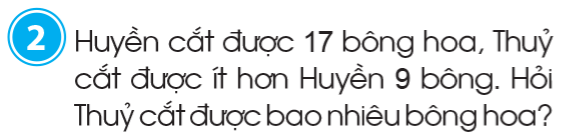 2 Huyền cắt được 17 bông hoa, Thuỷ
cắt được ít hơn Huyền 9 bông. Hỏi
Thuỷ cắt được bao nhiêu bông hoa?